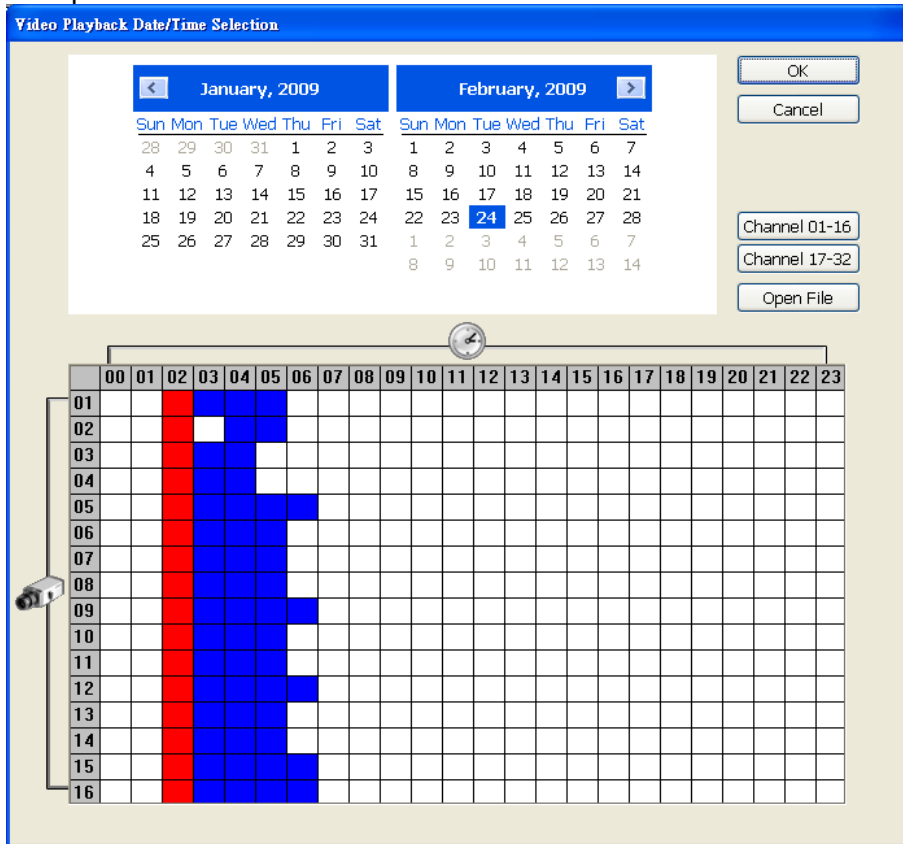 Video Playback Date/Time Selection
January, 2009 February, 2009
OK
Cancel
Sun Mon Tue Wed Thu Fri Sat Sun Mon Tue Wed Thu Fri Sat
28 29 30 31 1 2 3 1 2 3 4 5 6 7
4 5 6 7 8 9 10 8 9 10 11 12 13 14
11 12 13 14 15 16 17 15 16 17 18 19 20 21
18 19 20 21 22 23 24 22 23 24 25 26 27 28
25 26 27 28 29 30 31 1 2 3 4 5 6 7
8 9 10 11 12 13 14
Channel 01-16
Channel 17-32
Open File
00 01 02 03 04 05 06 07 08 09 10 11 12 13 14 15 16 17 18 19 20 21 22 23
01
02
03
04
05
06
07
08
09
10
11
12
13
14
15
16